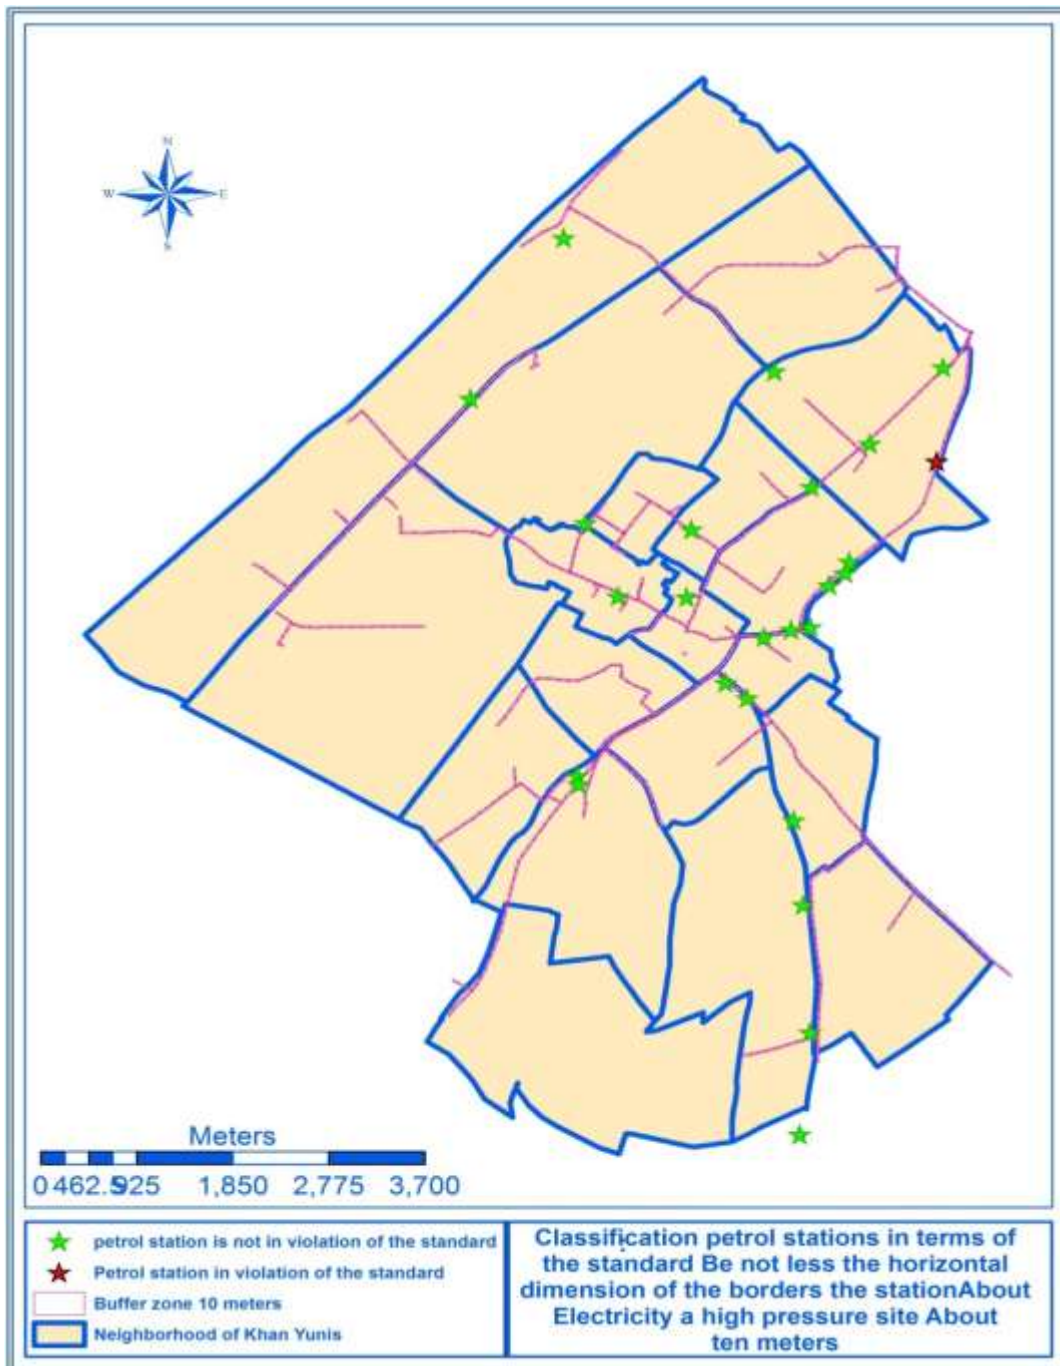 N
W E
S
Meters
0 462.5 925 1,850 2,775 3,700
petrol station is not in violation of the standard
Petrol station in violation of the standard
Buffer zone 10 meters
Neighborhood of Khan Yunis
Classification petrol stations in terms of
the standard Be not less the horizontal
dimension of the borders the stationAbout
Electricity a high pressure site About
ten meters